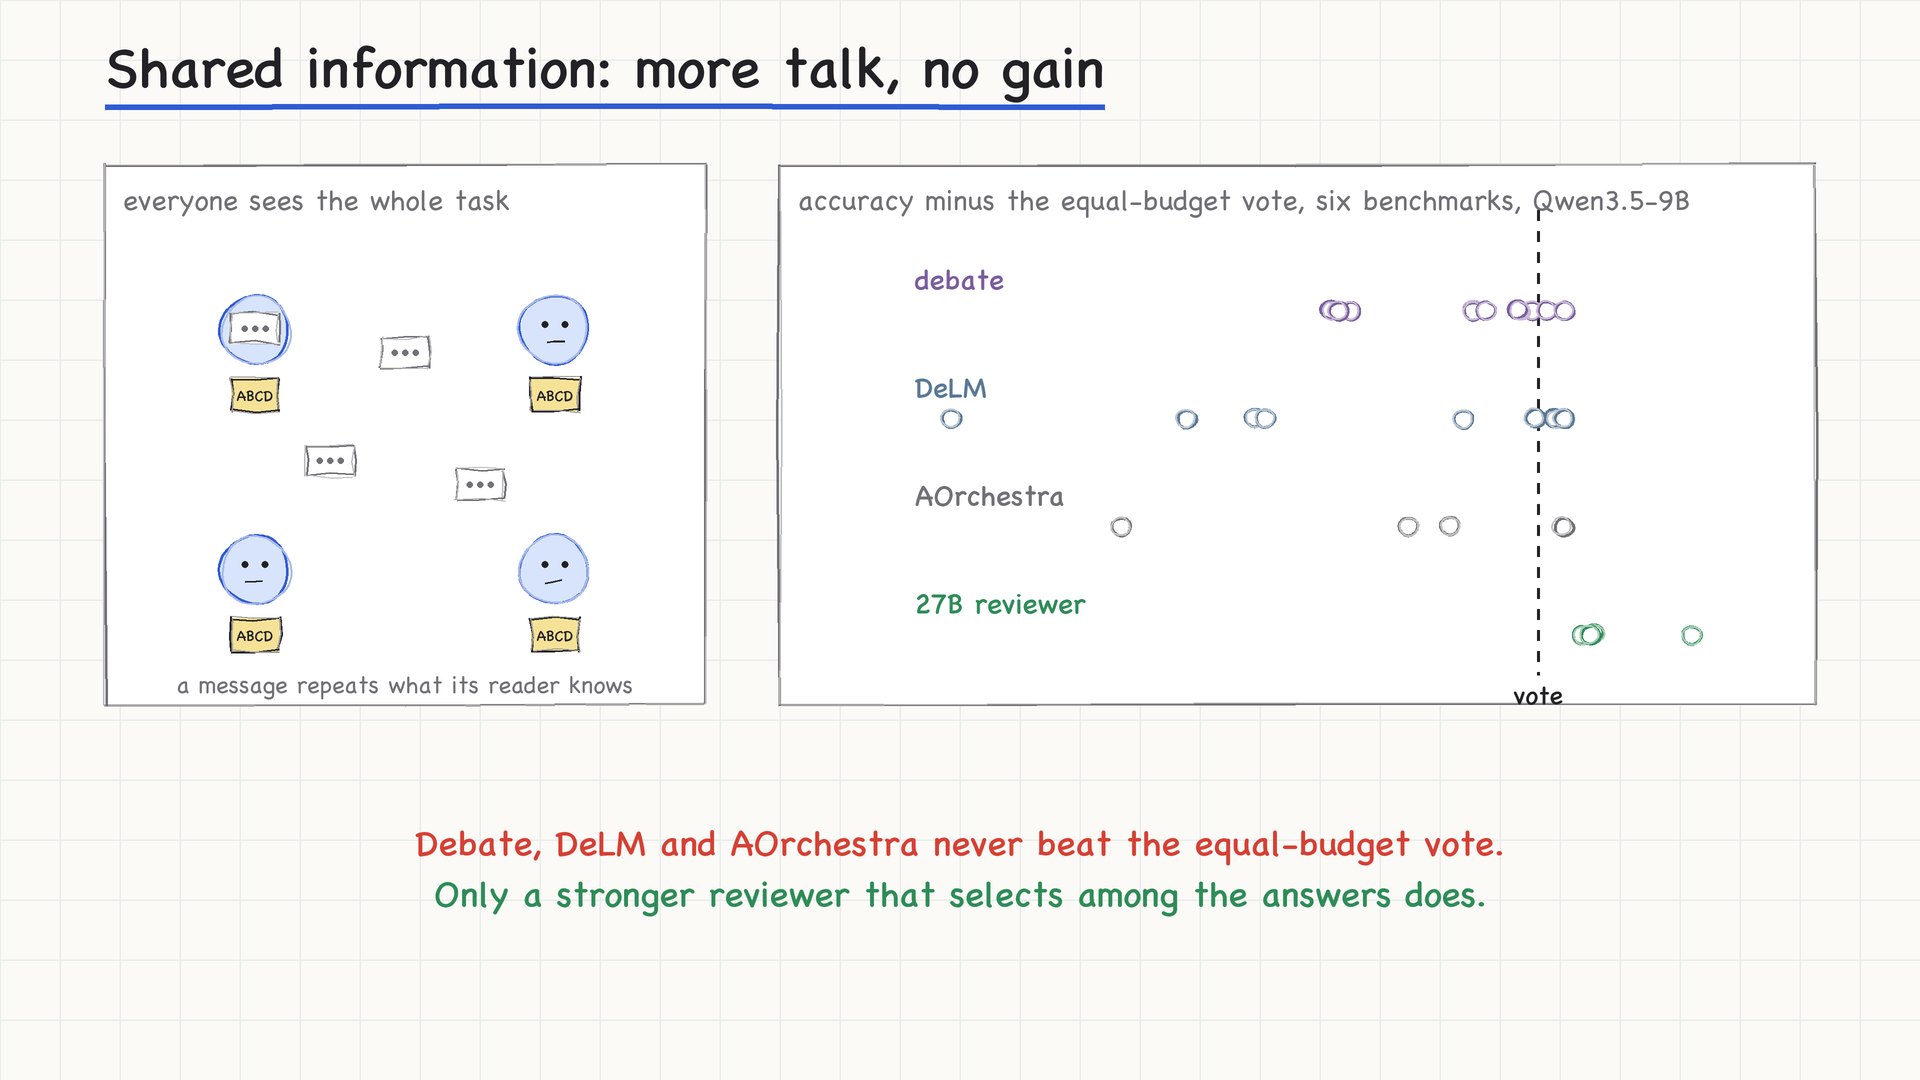 Shared information: more talk, no gain
everyone sees the whole task
ABCD
ABCD
ABCD
ABCD
a message repeats what its reader knows
accuracy minus the equal-budget vote, six benchmarks, Qwen3.5-9B
debate
DeLM
AOrchestra
27B reviewer
vote
Debate, DeLM and AOrchestra never beat the equal-budget vote.
Only a stronger reviewer that selects among the answers does.